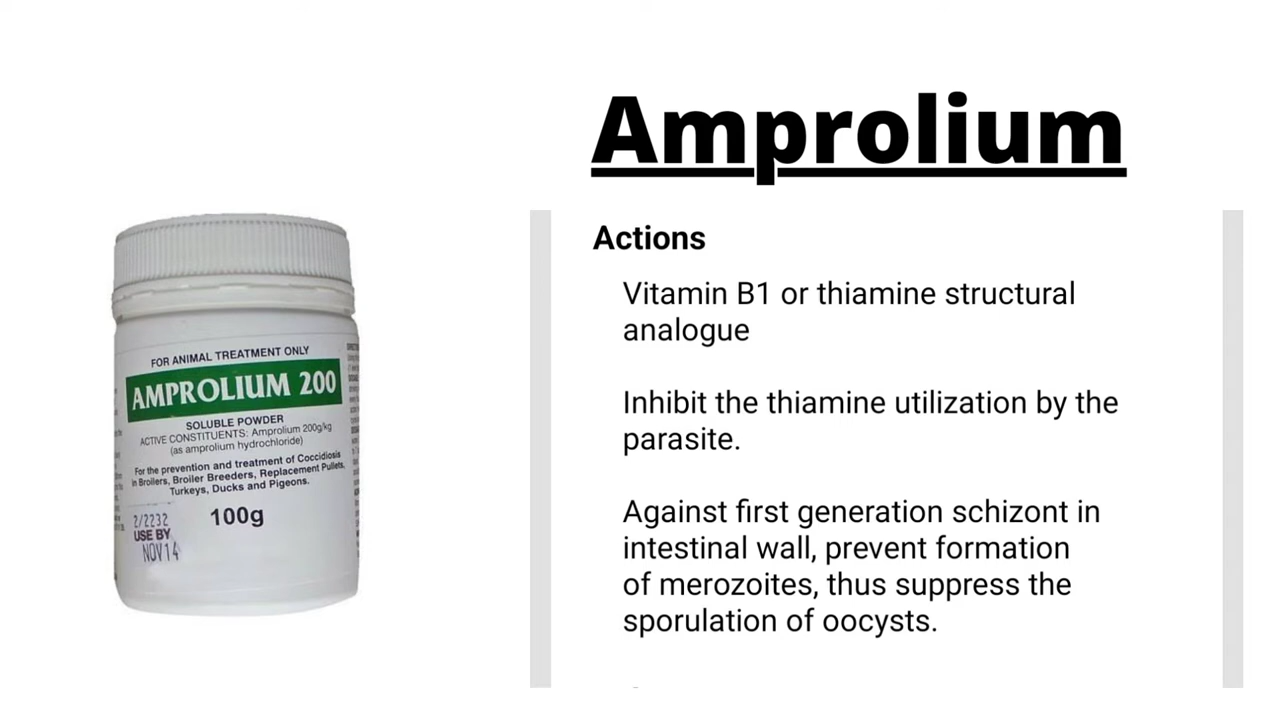 Amprolium
Actions
Vitamin B1 or thiamine structural
analogue
Inhibit the thiamine utilization by the
parasite.
Against first generation schizont in
intestinal wall, prevent formation
of merozoites, thus suppress the
sporulation of oocysts.
FOR ANIMAL TREATMENT ONLY
AMPROLIUM 200
SOLUBLE POWDER
ACTIVE CONSTITUENTS: Amprolium 200g/kg
(as amprolium hydrochloride)
For the prevention and treatment of Coccidiosis
In Broilers, Broiler Breeders, Replacement Pullets,
Turkeys, Ducks and Pigeons.
100g
2/2232
USE BY
NOV14